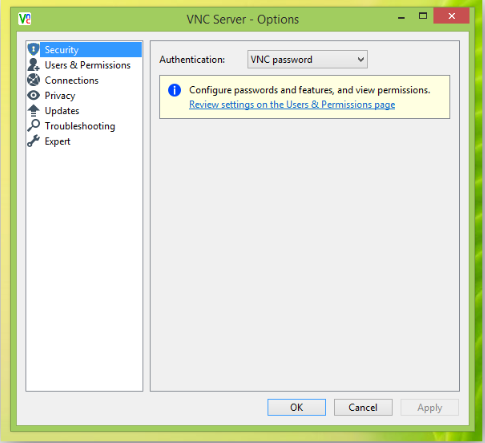 VNC Server - Options
Security
Users & Permissions
Connections
Privacy
Updates
Troubleshooting
Expert
Authentication: VNC password
Configure passwords and features, and view permissions.
Review settings on the Users & Permissions page
OK Cancel Apply